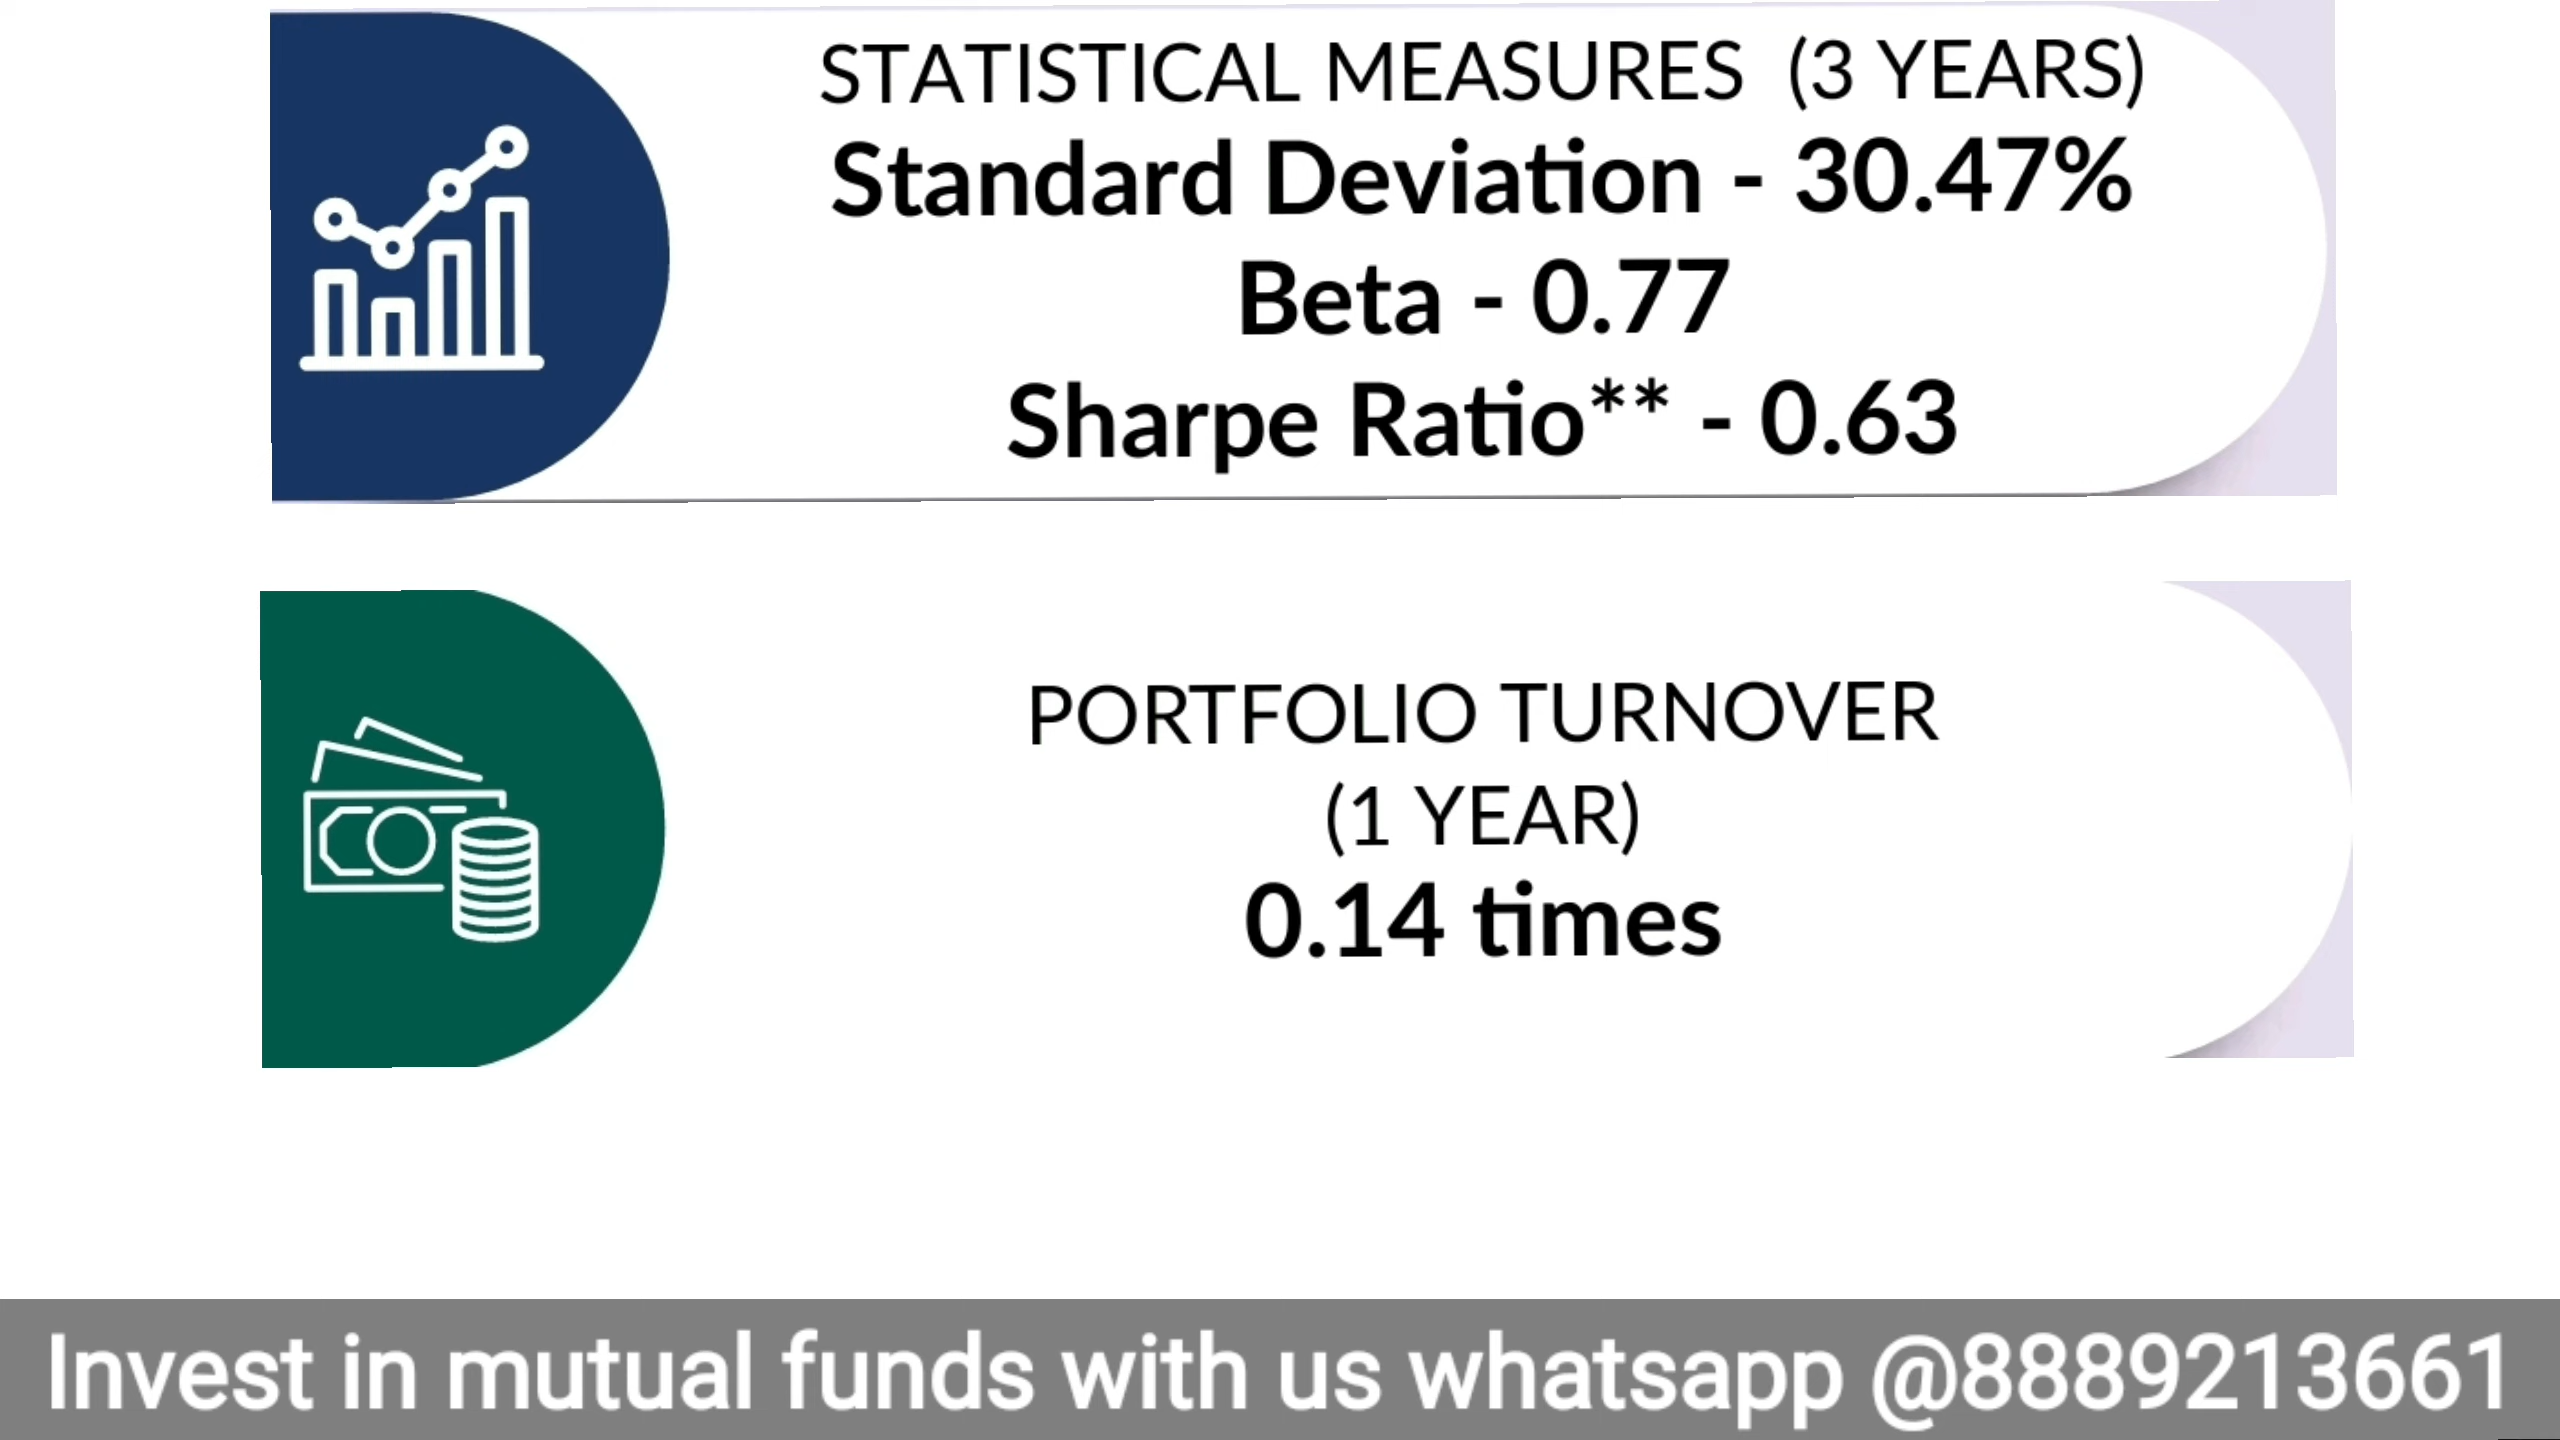 STATISTICAL MEASURES (3 YEARS)
Standard Deviation - 30.47%
Beta - 0.77
Sharpe Ratio** - 0.63
PORTFOLIO TURNOVER
(1 YEAR)
0.14 times
Invest in mutual funds with us whatsapp @8889213661